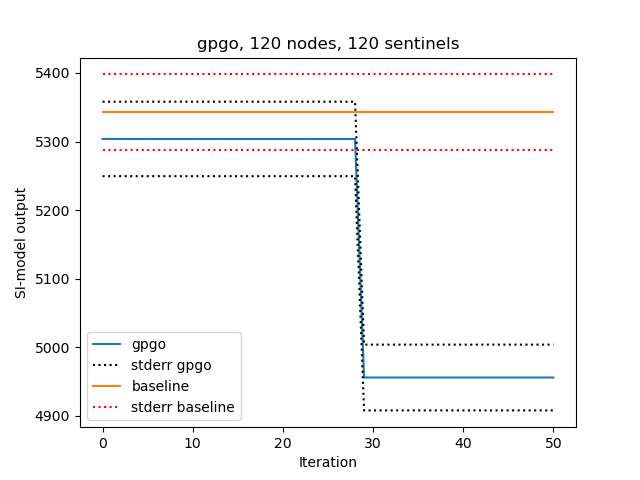 gpgo, 120 nodes, 120 sentinels
5400
5300
5200
5100
5000
4900
SI-model output
gpgo
stderr gpgo
baseline
stderr baseline
0 10 20 30 40 50
Iteration